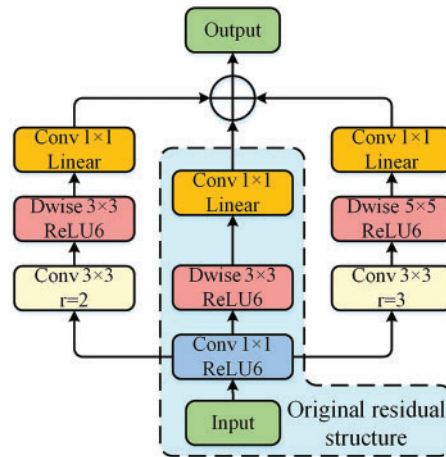 Output
Conv 1×1
Linear
Dwise 3×3
ReLU6
Conv 3×3
r=2
Conv 1×1
Linear
Dwise 3×3
ReLU6
Conv 1×1
ReLU6
Input
Conv 1×1
Linear
Dwise 5×5
ReLU6
Conv 3×3
r=3
Original residual
structure